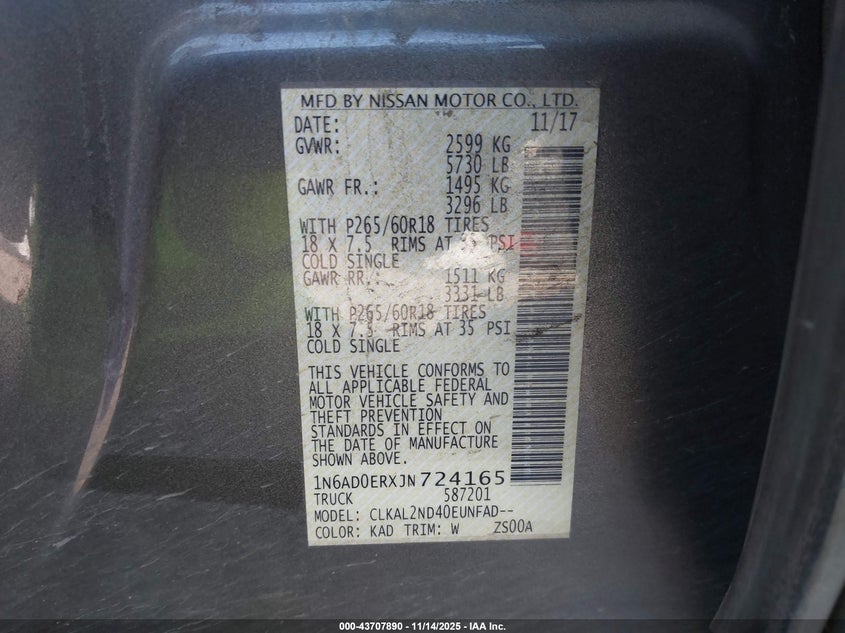 MFD BY NISSAN MOTOR CO., LTD.
DATE: 11/17
GVWR: 2599 KG
5730 LB
GAWR FR.: 1495 KG
3296 LB
WITH P265/60R18 TIRES
18 X 7.5 RIMS AT PSI
COLD SINGLE
GAWR RR.: 1511 KG
3331 LB
WITH P265/60R18 TIRES
18 X 7.5 RIMS AT 35 PSI
COLD SINGLE
THIS VEHICLE CONFORMS TO
ALL APPLICABLE FEDERAL
MOTOR VEHICLE SAFETY AND
THEFT PREVENTION
STANDARDS IN EFFECT ON
THE DATE OF MANUFACTURE
SHOWN ABOVE.
1N6AD0ERXJN724165
TRUCK 587201
MODEL: CLKAL2ND40EUNFAD--
COLOR: KAD TRIM: W ZS00A
000-43707890 - 11/14/2025 - IAA Inc.